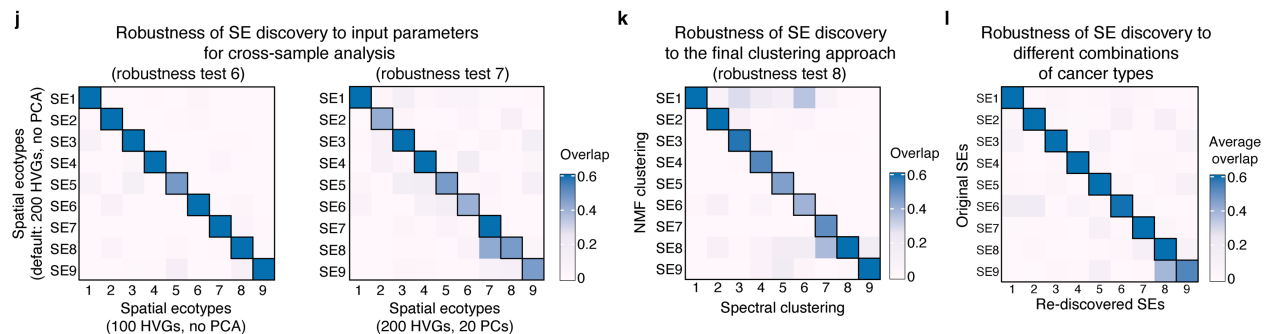 j
Robustness of SE discovery to input parameters
for cross-sample analysis
(robustness test 6)
(robustness test 7)
Spatial ecotypes
(default: 200 HVGs, no PCA)
SE1
SE2
SE3
SE4
SE5
SE6
SE7
SE8
SE9
1 2 3 4 5 6 7 8 9
Spatial ecotypes
(100 HVGs, no PCA)
SE1
SE2
SE3
SE4
SE5
SE6
SE7
SE8
SE9
1 2 3 4 5 6 7 8 9
Spatial ecotypes
(200 HVGs, 20 PCs)
Overlap
0.6
0.4
0.2
0
k
Robustness of SE discovery
to the final clustering approach
(robustness test 8)
NMF clustering
SE1
SE2
SE3
SE4
SE5
SE6
SE7
SE8
SE9
1 2 3 4 5 6 7 8 9
Spectral clustering
Overlap
0.6
0.4
0.2
0
l
Robustness of SE discovery to
different combinations
of cancer types
Original SEs
SE1
SE2
SE3
SE4
SE5
SE6
SE7
SE8
SE9
1 2 3 4 5 6 7 8 9
Re-discovered SEs
Average
overlap
0.6
0.4
0.2
0